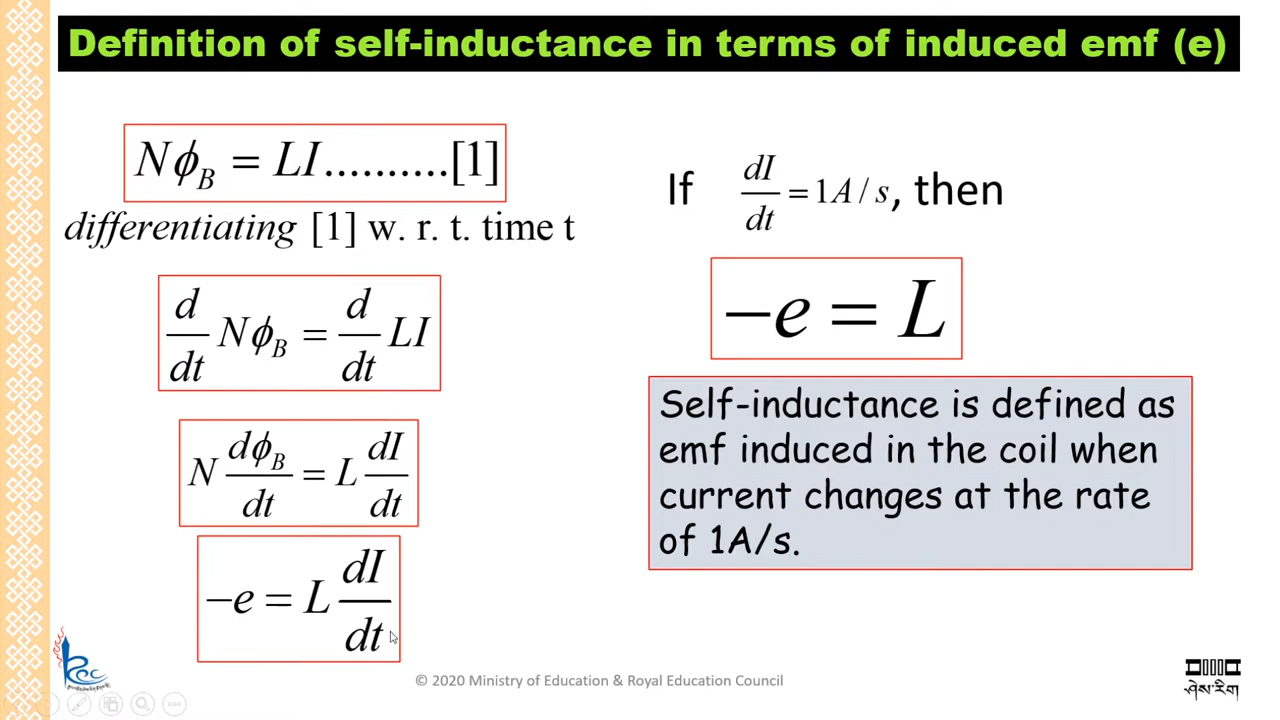 Definition of self-inductance in terms of induced emf (e)
Nϕ_B = LI..........[1]
differentiating [1] w. r. t. time t
d/dt Nϕ_B = d/dt LI
N dϕ_B/dt = L dI/dt
−e = L dI/dt
If dI/dt = 1A/s, then
−e = L
Self-inductance is defined as
emf induced in the coil when
current changes at the rate
of 1A/s.
© 2020 Ministry of Education & Royal Education Council
ཤེས་རིག